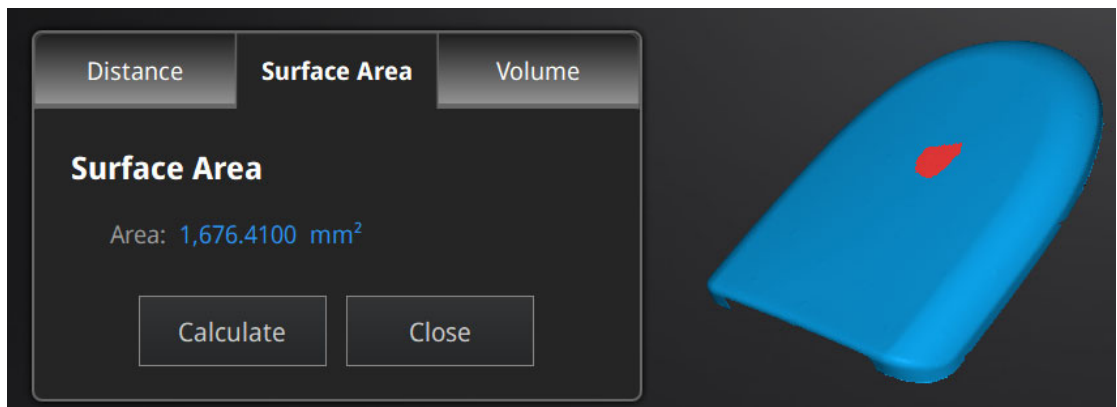 Distance Surface Area Volume
Surface Area
Area: 1,676.4100 mm²
Calculate Close